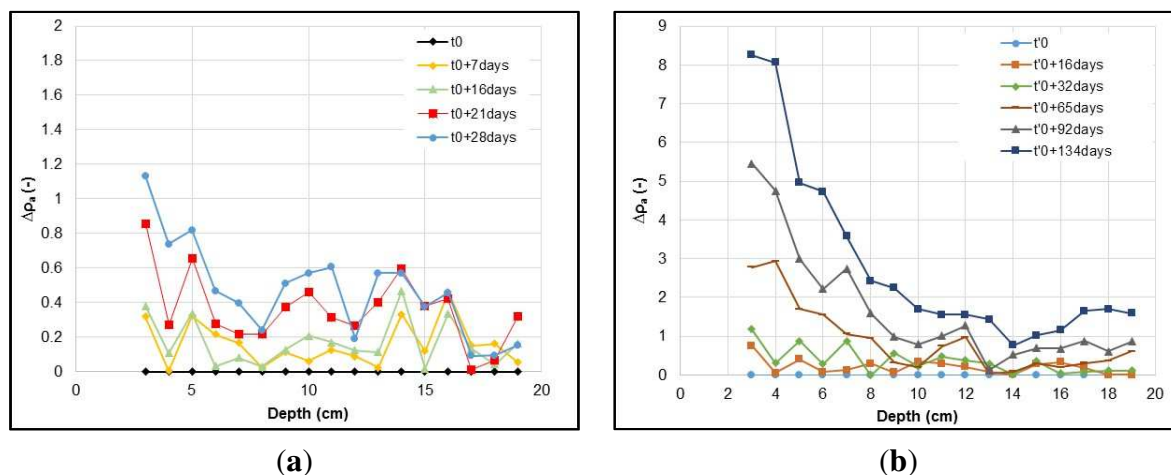 2
1.8
1.6
1.4
1.2
1
0.8
0.6
0.4
0.2
0
Δρa (-)
0 5 10 15 20
Depth (cm)
t0
t0+7days
t0+16days
t0+21days
t0+28days
(a)
9
8
7
6
5
4
3
2
1
0
Δρa (-)
0 2 4 6 8 10 12 14 16 18 20
Depth (cm)
t'0
t'0+16days
t'0+32days
t'0+65days
t'0+92days
t'0+134days
(b)